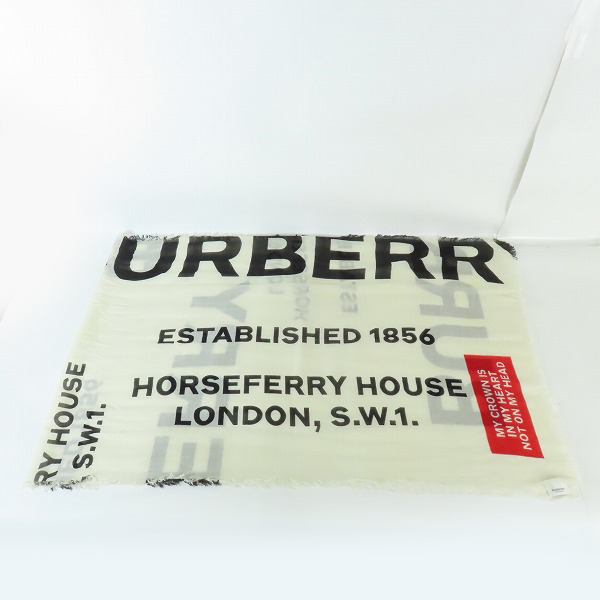 URBERRY
ESTABLISHED 1856
HORSEFERRY HOUSE
LONDON, S.W.1.
RY HOUSE
S.W.1.
MY CROWN IS
IN MY HEART
NOT ON MY HEAD